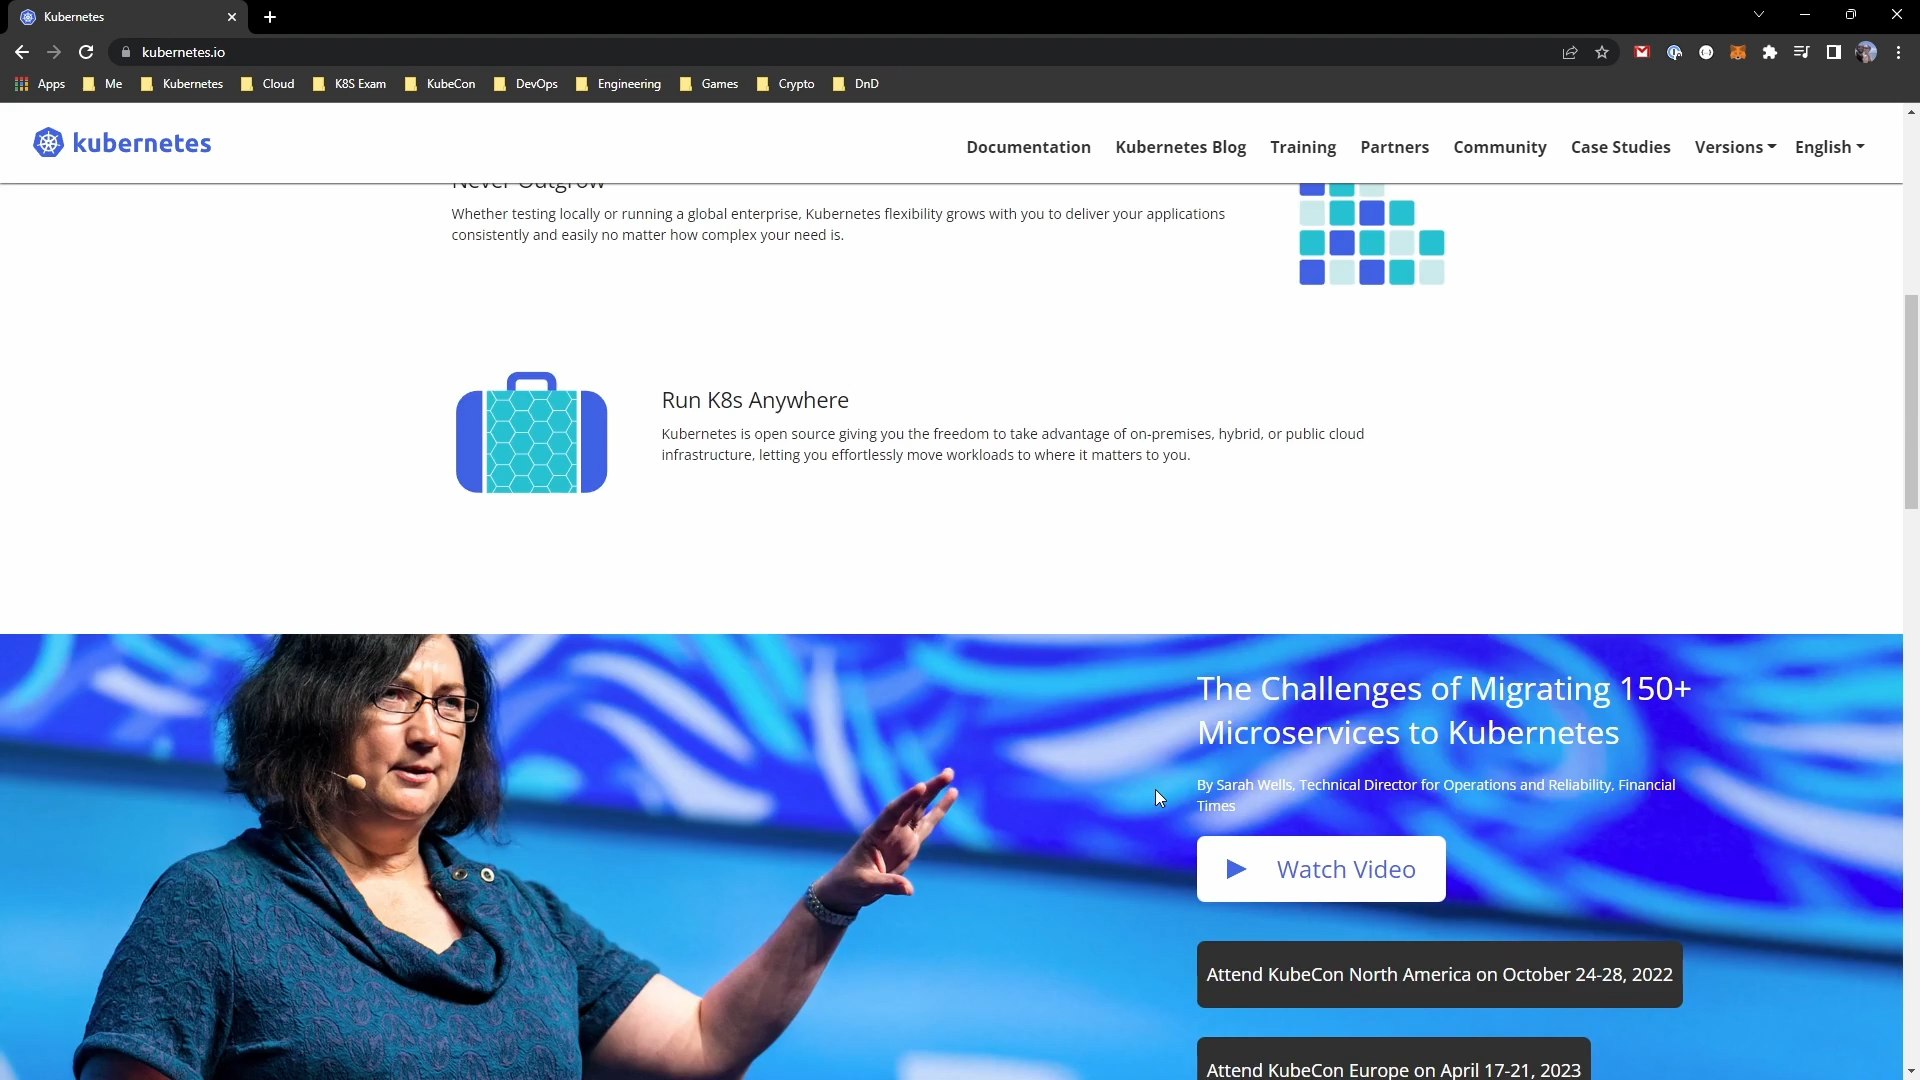 Kubernetes
kubernetes.io
Apps Me Kubernetes Cloud K8S Exam KubeCon DevOps Engineering Games Crypto DnD
kubernetes
Documentation Kubernetes Blog Training Partners Community Case Studies Versions English
Never Outgrow
Whether testing locally or running a global enterprise, Kubernetes flexibility grows with you to deliver your applications
consistently and easily no matter how complex your need is.
Run K8s Anywhere
Kubernetes is open source giving you the freedom to take advantage of on-premises, hybrid, or public cloud
infrastructure, letting you effortlessly move workloads to where it matters to you.
The Challenges of Migrating 150+
Microservices to Kubernetes
By Sarah Wells, Technical Director for Operations and Reliability, Financial
Times
Watch Video
Attend KubeCon North America on October 24-28, 2022
Attend KubeCon Europe on April 17-21, 2023